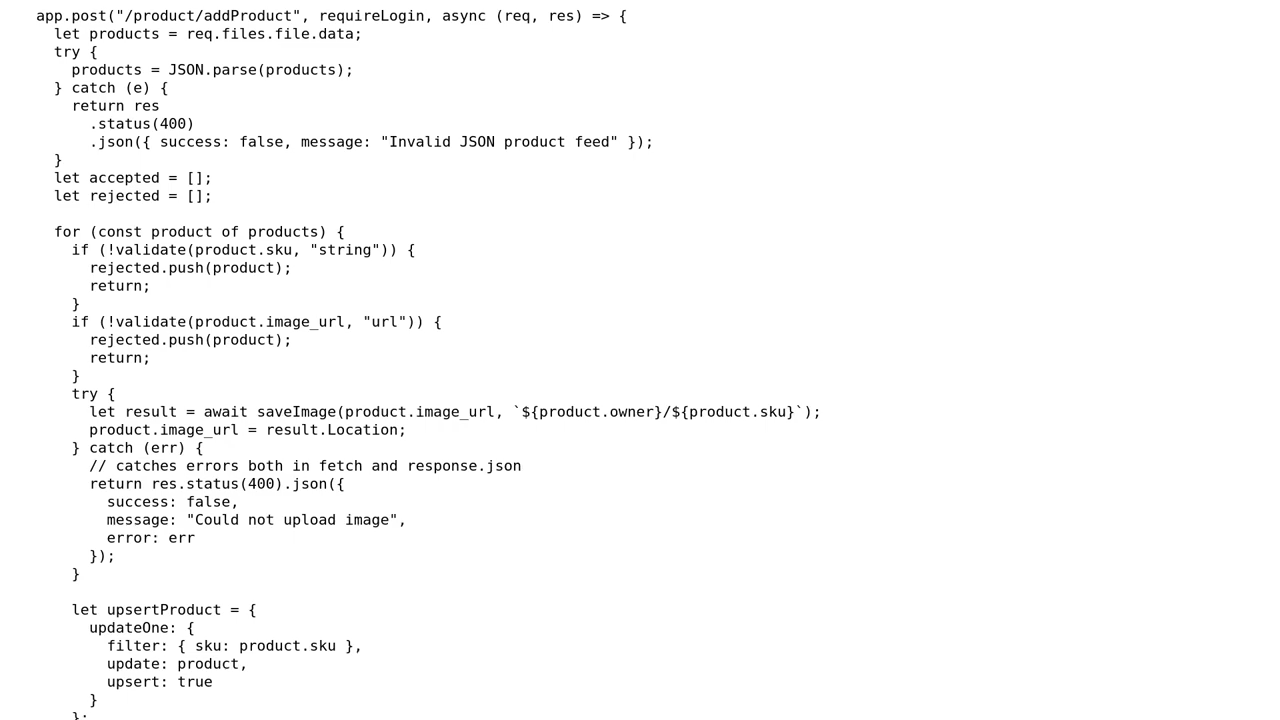 app.post("/product/addProduct", requireLogin, async (req, res) => {
  let products = req.files.file.data;
  try {
    products = JSON.parse(products);
  } catch (e) {
    return res
      .status(400)
      .json({ success: false, message: "Invalid JSON product feed" });
  }
  let accepted = [];
  let rejected = [];

  for (const product of products) {
    if (!validate(product.sku, "string")) {
      rejected.push(product);
      return;
    }
    if (!validate(product.image_url, "url")) {
      rejected.push(product);
      return;
    }
    try {
      let result = await saveImage(product.image_url, `${product.owner}/${product.sku}`);
      product.image_url = result.Location;
    } catch (err) {
      // catches errors both in fetch and response.json
      return res.status(400).json({
        success: false,
        message: "Could not upload image",
        error: err
      });
    }

    let upsertProduct = {
      updateOne: {
        filter: { sku: product.sku },
        update: product,
        upsert: true
      }
    };